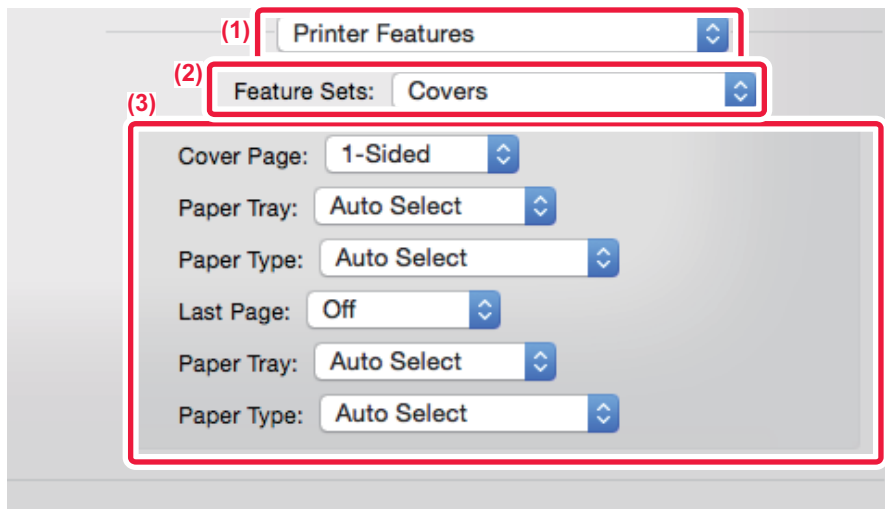 (1) Printer Features
(2) Feature Sets: Covers
(3)
Cover Page: 1-Sided
Paper Tray: Auto Select
Paper Type: Auto Select
Last Page: Off
Paper Tray: Auto Select
Paper Type: Auto Select